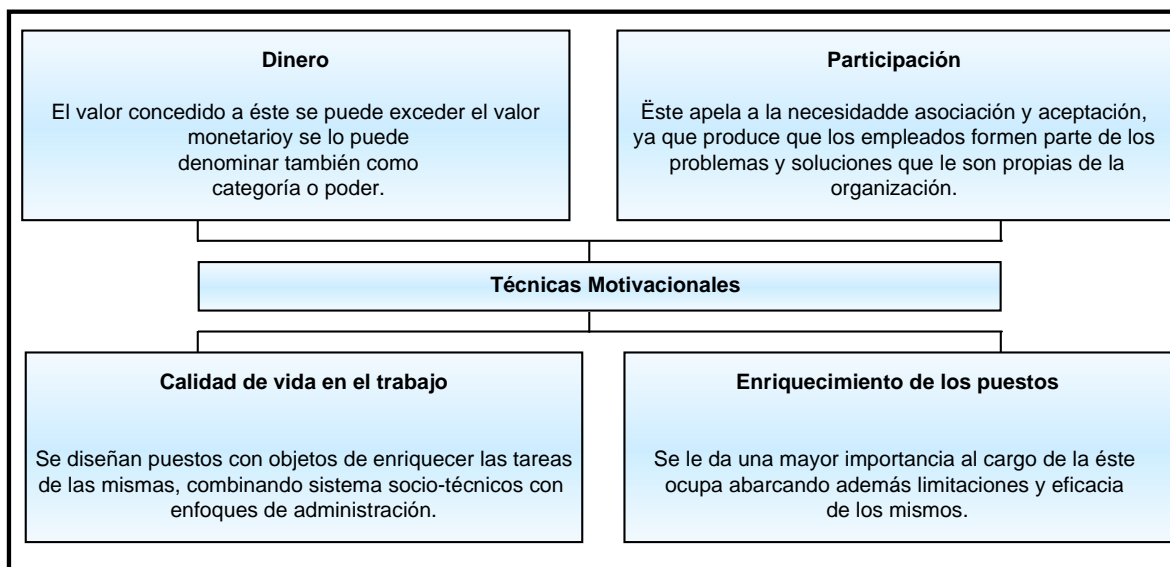 Dinero
El valor concedido a éste se puede exceder el valor
monetarioy se lo puede
denominar también como
categoría o poder.
Participación
Ëste apela a la necesidadde asociación y aceptación,
ya que produce que los empleados formen parte de los
problemas y soluciones que le son propias de la
organización.
Técnicas Motivacionales
Calidad de vida en el trabajo
Se diseñan puestos con objetos de enriquecer las tareas
de las mismas, combinando sistema socio-técnicos con
enfoques de administración.
Enriquecimiento de los puestos
Se le da una mayor importancia al cargo de la éste
ocupa abarcando además limitaciones y eficacia
de los mismos.